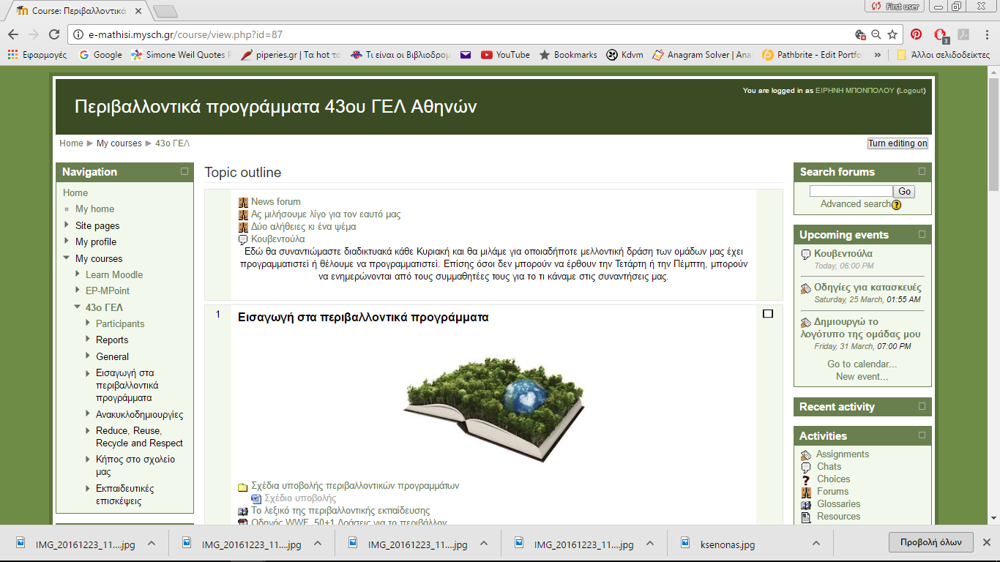 Course: Περιβαλλοντικά
First user
e-mathisi.mysch.gr/course/view.php?id=87
3
Εφαρμογές
Google
Simone Weil Quotes
piperies.gr | Τα hot το
Τι είναι οι Βιβλιοδρομ
YouTube
Bookmarks
Kdvm
Anagram Solver | Ana
Pathbrite - Edit Portfo
»
Άλλοι σελιδοδείκτες
You are logged in as ΕΙΡΗΝΗ ΜΠΟΝΠΟΛΟΥ (Logout)
Περιβαλλοντικά προγράμματα 43ου ΓΕΛ Αθηνών
Home ► My courses ► 43ο ΓΕΛ
Turn editing on
Navigation
Home
My home
Site pages
My profile
My courses
Learn Moodle
EP-MPoint
43ο ΓΕΛ
Participants
Reports
General
Εισαγωγή στα
περιβαλλοντικά
προγράμματα
Ανακυκλοδημιουργίες
Reduce, Reuse,
Recycle and Respect
Κήπος στο σχολείο
μας
Εκπαιδευτικές
επισκέψεις
Topic outline
News forum
Ας μιλήσουμε λίγο για τον εαυτό μας
Δύο αλήθειες κι ένα ψέμα
Κουβεντούλα
Εδώ θα συναντιώμαστε διαδικτυακά κάθε Κυριακή και θα μιλάμε για οποιαδήποτε μελλοντική δράση των ομάδων μας έχει
προγραμματιστεί ή θέλουμε να προγραμματιστεί. Επίσης όσοι δεν μπορούν να έρθουν την Τετάρτη ή την Πέμπτη, μπορούν
να ενημερώνονται από τους συμμαθητέες τους για το τι κάναμε στις συναντήσεις μας.
1
Εισαγωγή στα περιβαλλοντικά προγράμματα
Σχέδια υποβολής περιβαλλοντικών προγραμμάτων
Σχέδιο υποβολής
Το λεξικό της περιβαλλοντικής εκπαίδευσης
Οδηγός WWF, 50+1 Δράσεις για το περιβάλλον
Search forums
Go
Advanced search
Upcoming events
Κουβεντούλα
Today, 06:00 PM
Οδηγίες για κατασκευές
Saturday, 25 March, 01:55 AM
Δημιουργώ το
λογότυπο της ομάδας μου
Friday, 31 March, 07:00 PM
Go to calendar...
New event...
Recent activity
Activities
Assignments
Chats
Choices
Forums
Glossaries
Resources
IMG_20161223_11....jpg
IMG_20161223_11....jpg
IMG_20161223_11....jpg
IMG_20161223_11....jpg
ksenonas.jpg
Προβολή όλων